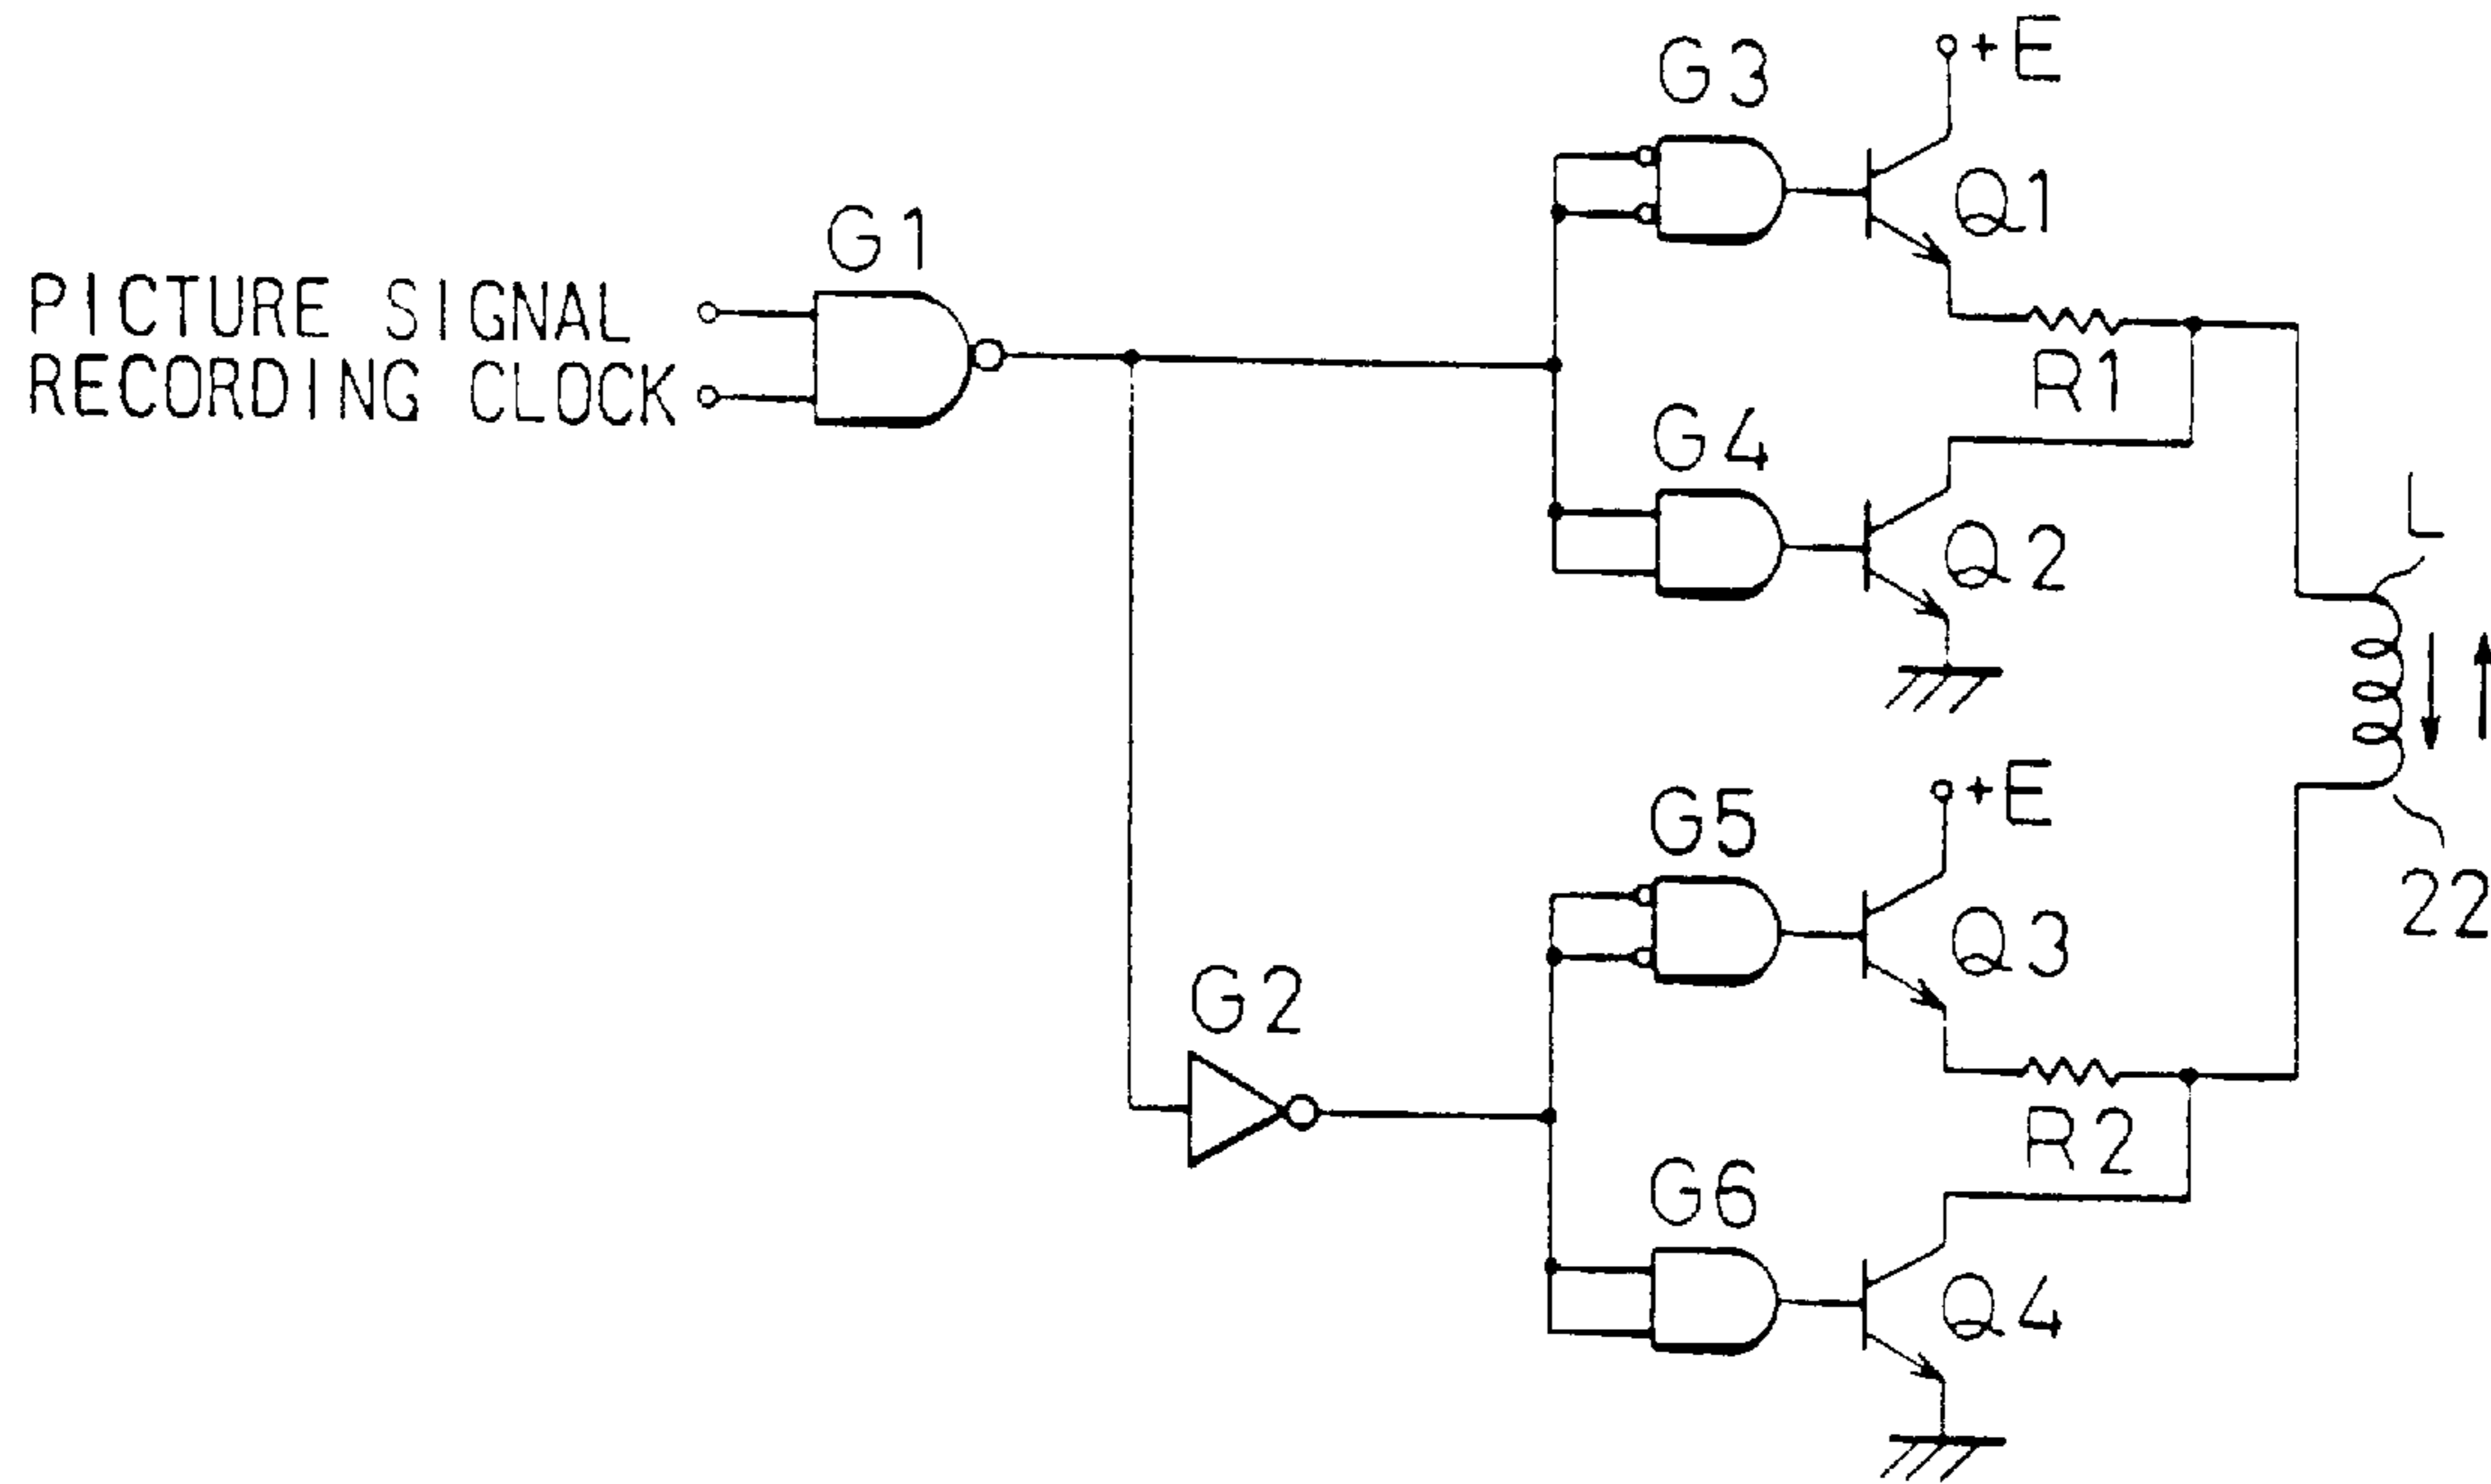 PICTURE SIGNAL
RECORDING CLOCK
G1
G2
G3
+E
Q1
R1
G4
Q2
L
22
G5
+E
Q3
R2
G6
Q4